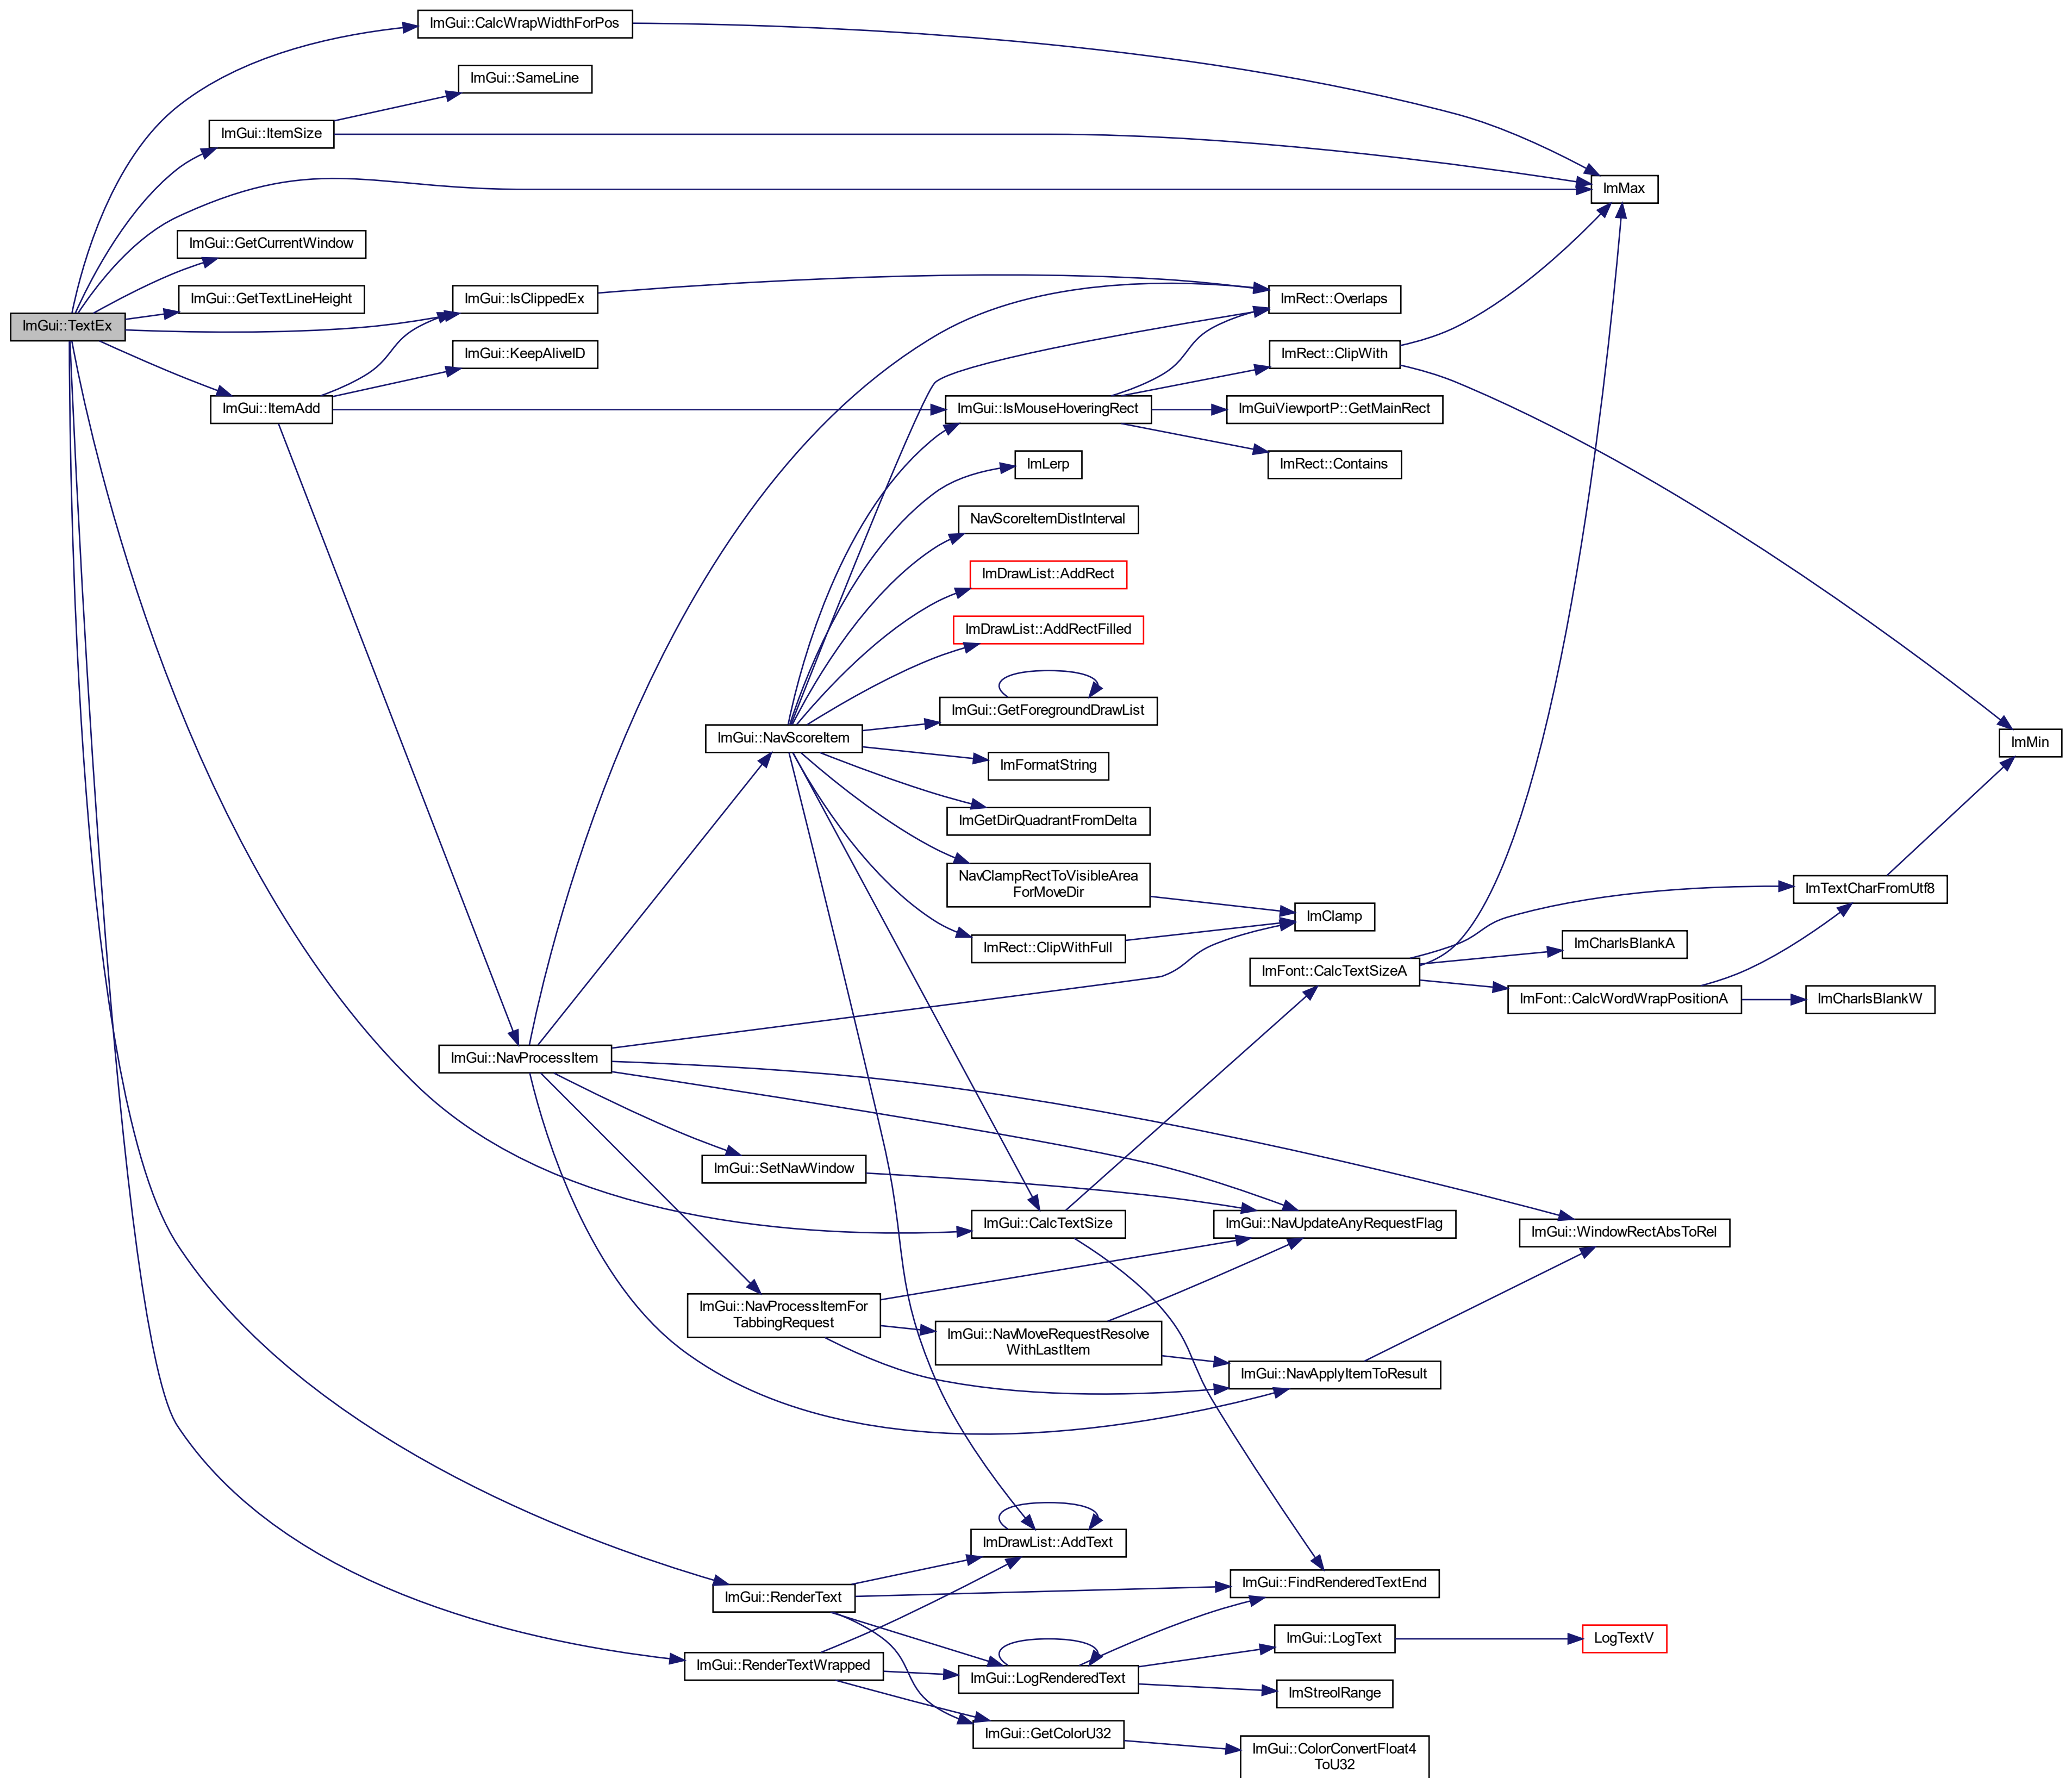 ImGui::CalcWrapWidthForPos
ImGui::SameLine
ImGui::ItemSize
ImMax
ImGui::GetCurrentWindow
ImGui::GetTextLineHeight
ImGui::IsClippedEx
ImRect::Overlaps
ImGui::TextEx
ImGui::KeepAliveID
ImRect::ClipWith
ImGui::ItemAdd
ImGui::IsMouseHoveringRect
ImGuiViewportP::GetMainRect
ImLerp
ImRect::Contains
NavScoreItemDistInterval
ImDrawList::AddRect
ImDrawList::AddRectFilled
ImGui::GetForegroundDrawList
ImGui::NavScoreItem
ImMin
ImFormatString
ImGetDirQuadrantFromDelta
NavClampRectToVisibleArea
ForMoveDir
ImTextCharFromUtf8
ImClamp
ImRect::ClipWithFull
ImCharIsBlankA
ImFont::CalcTextSizeA
ImFont::CalcWordWrapPositionA
ImCharIsBlankW
ImGui::NavProcessItem
ImGui::SetNavWindow
ImGui::CalcTextSize
ImGui::NavUpdateAnyRequestFlag
ImGui::WindowRectAbsToRel
ImGui::NavProcessItemFor
TabbingRequest
ImGui::NavMoveRequestResolve
WithLastItem
ImGui::NavApplyItemToResult
ImDrawList::AddText
ImGui::FindRenderedTextEnd
ImGui::RenderText
ImGui::LogText
LogTextV
ImGui::RenderTextWrapped
ImGui::LogRenderedText
ImStreolRange
ImGui::GetColorU32
ImGui::ColorConvertFloat4
ToU32